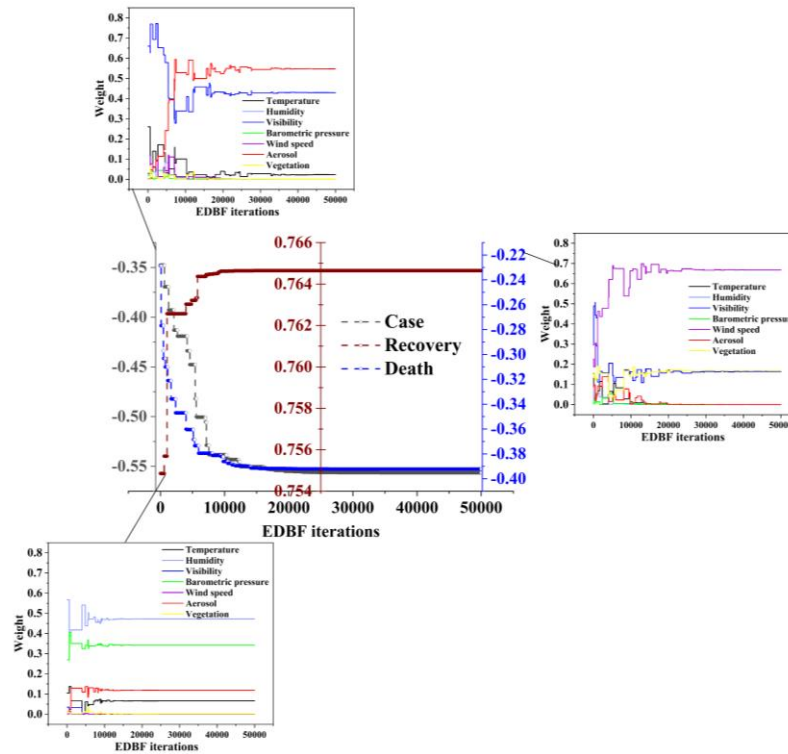 0.8
0.7
0.6
0.5
0.4
0.3
0.2
0.1
0.0
Weight
Temperature
Humidity
Visibility
Barometric pressure
Wind speed
Aerosol
Vegetation
0 10000 20000 30000 40000 50000
EDBF iterations
-0.35
-0.40
-0.45
-0.50
-0.55
0.766
0.764
0.762
0.760
0.758
0.756
0.754
Case
Recovery
Death
-0.22
-0.24
-0.26
-0.28
-0.30
-0.32
-0.34
-0.36
-0.38
-0.40
0 10000 20000 30000 40000 50000
EDBF iterations
0.8
0.7
0.6
0.5
0.4
0.3
0.2
0.1
0.0
Weight
Temperature
Humidity
Visibility
Barometric pressure
Wind speed
Aerosol
Vegetation
0 10000 20000 30000 40000 50000
EDBF iterations
0.8
0.7
0.6
0.5
0.4
0.3
0.2
0.1
0.0
Weight
Temperature
Humidity
Visibility
Barometric pressure
Wind speed
Aerosol
Vegetation
0 10000 20000 30000 40000 50000
EDBF iterations